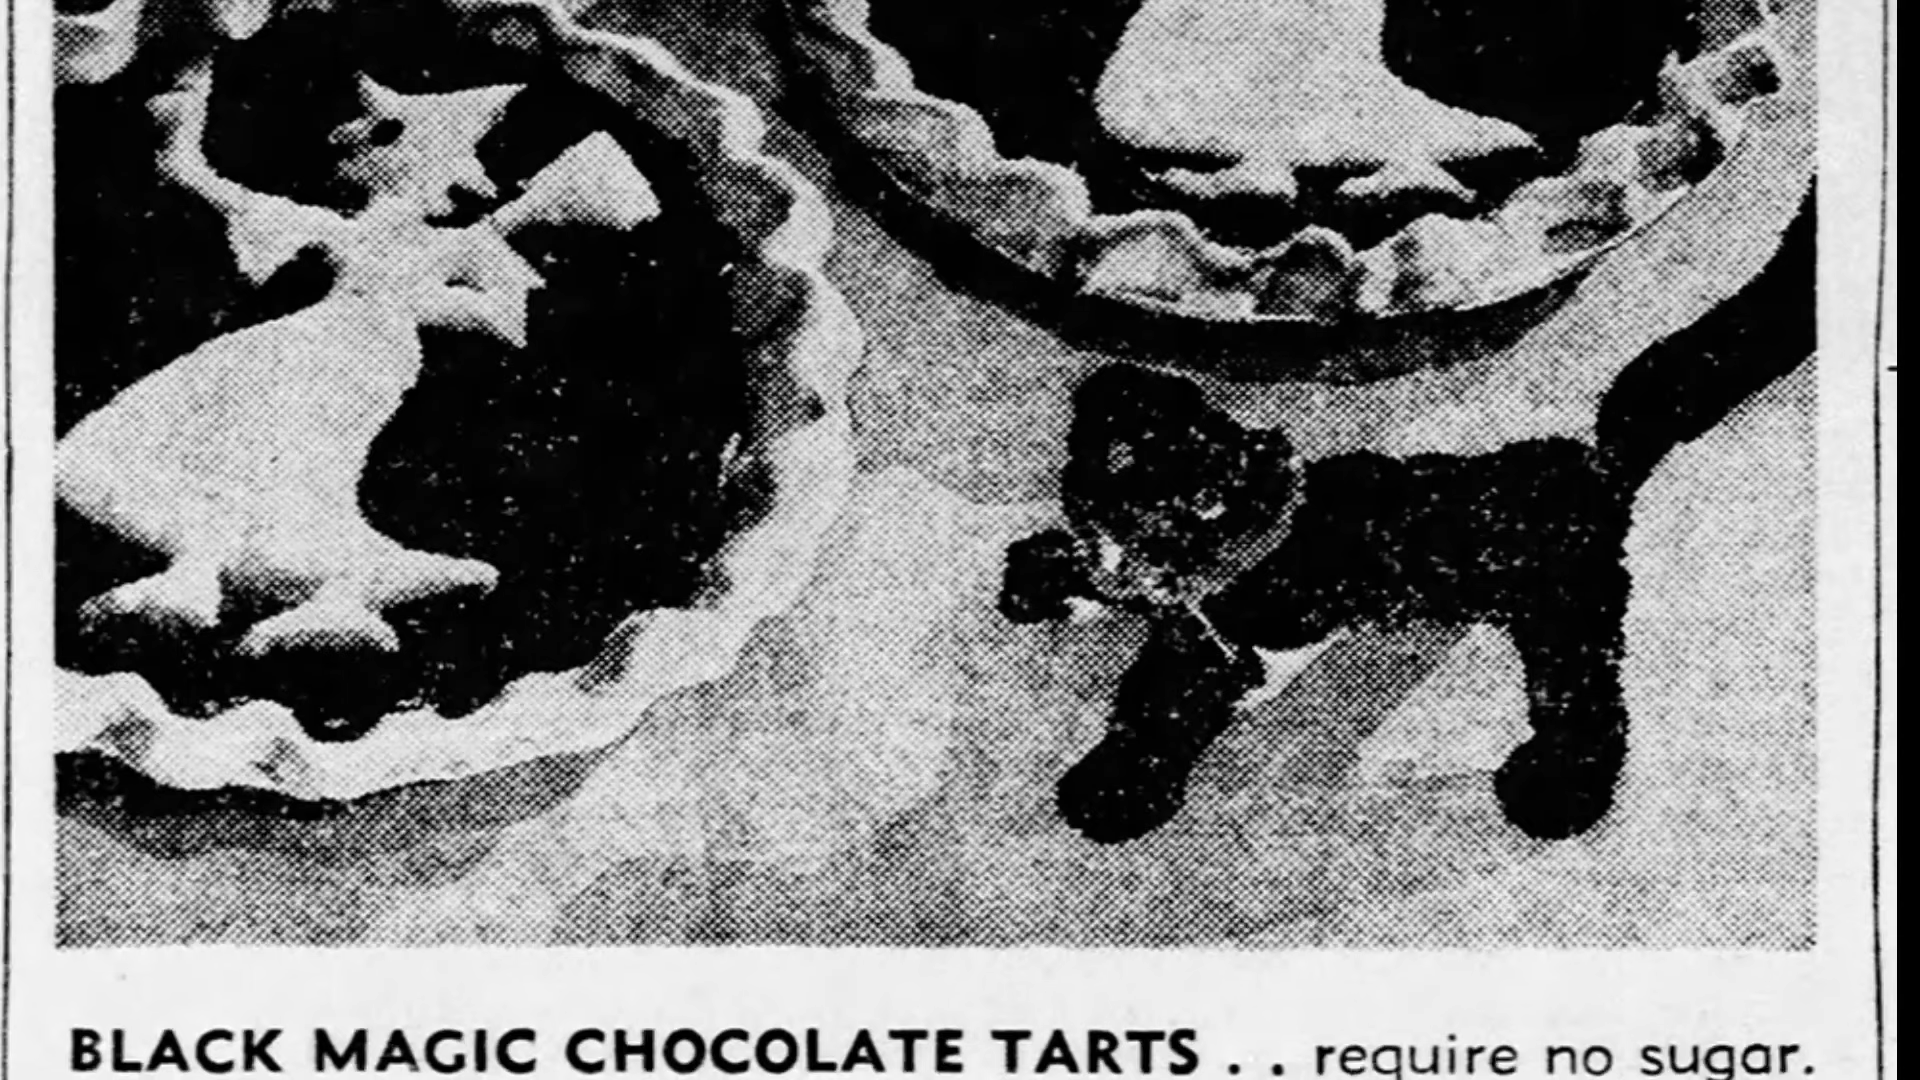 BLACK MAGIC CHOCOLATE TARTS . . require no sugar.